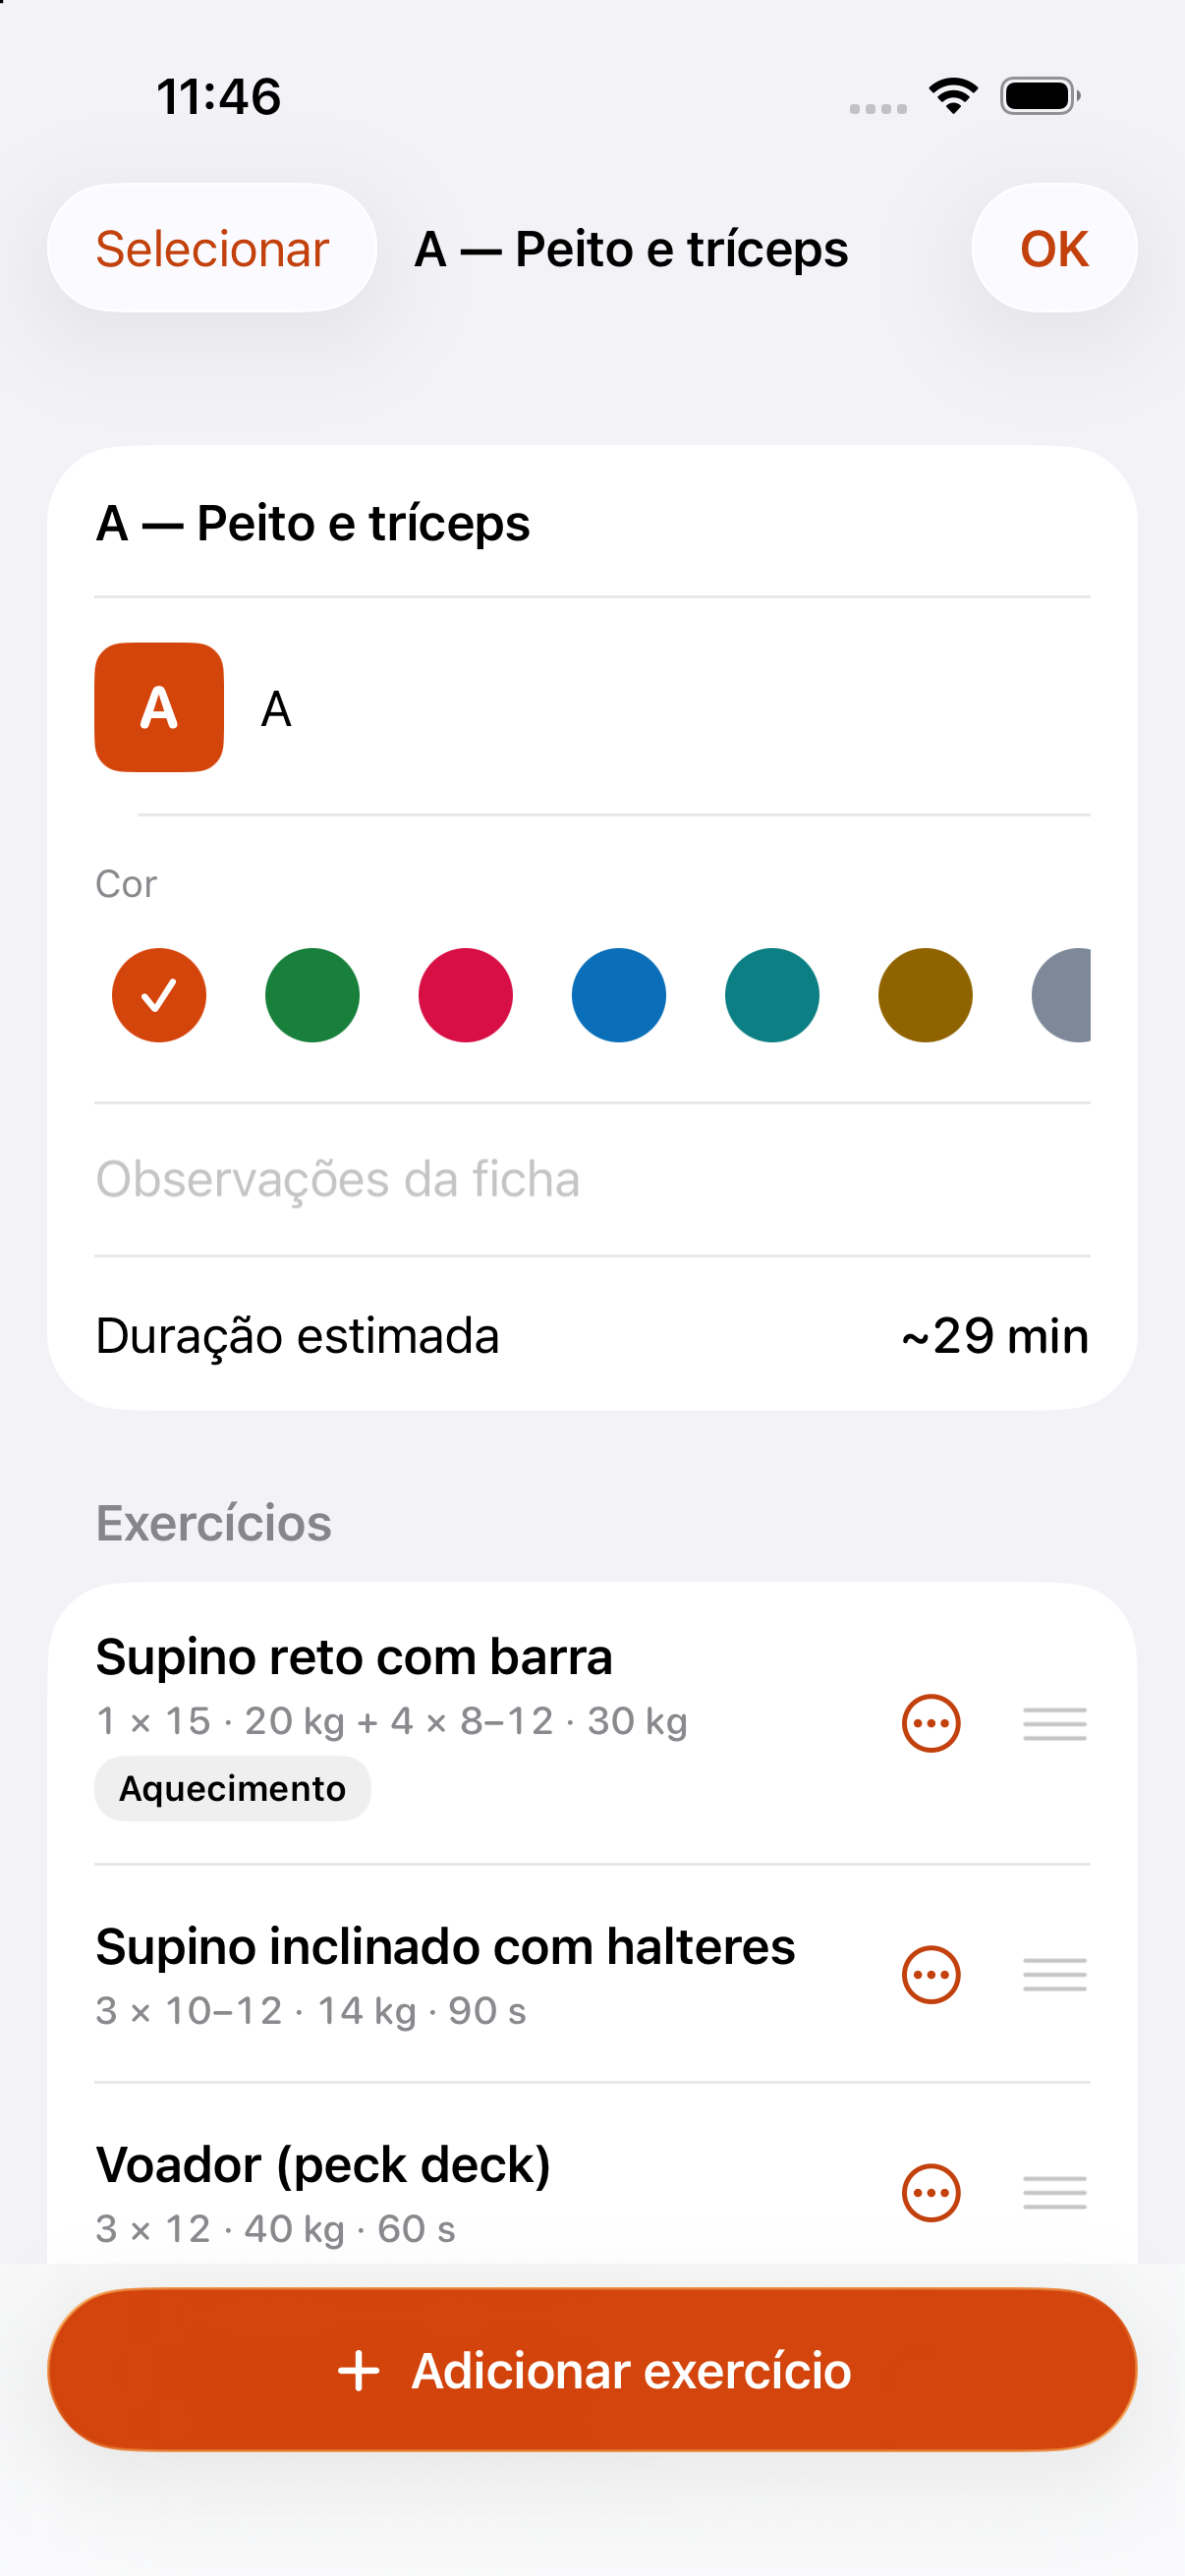 11:46
Selecionar
A — Peito e tríceps
OK
A — Peito e tríceps
A A
Cor
Observações da ficha
Duração estimada ~29 min
Exercícios
Supino reto com barra
1 × 15 · 20 kg + 4 × 8–12 · 30 kg
Aquecimento
Supino inclinado com halteres
3 × 10–12 · 14 kg · 90 s
Voador (peck deck)
3 × 12 · 40 kg · 60 s
+ Adicionar exercício